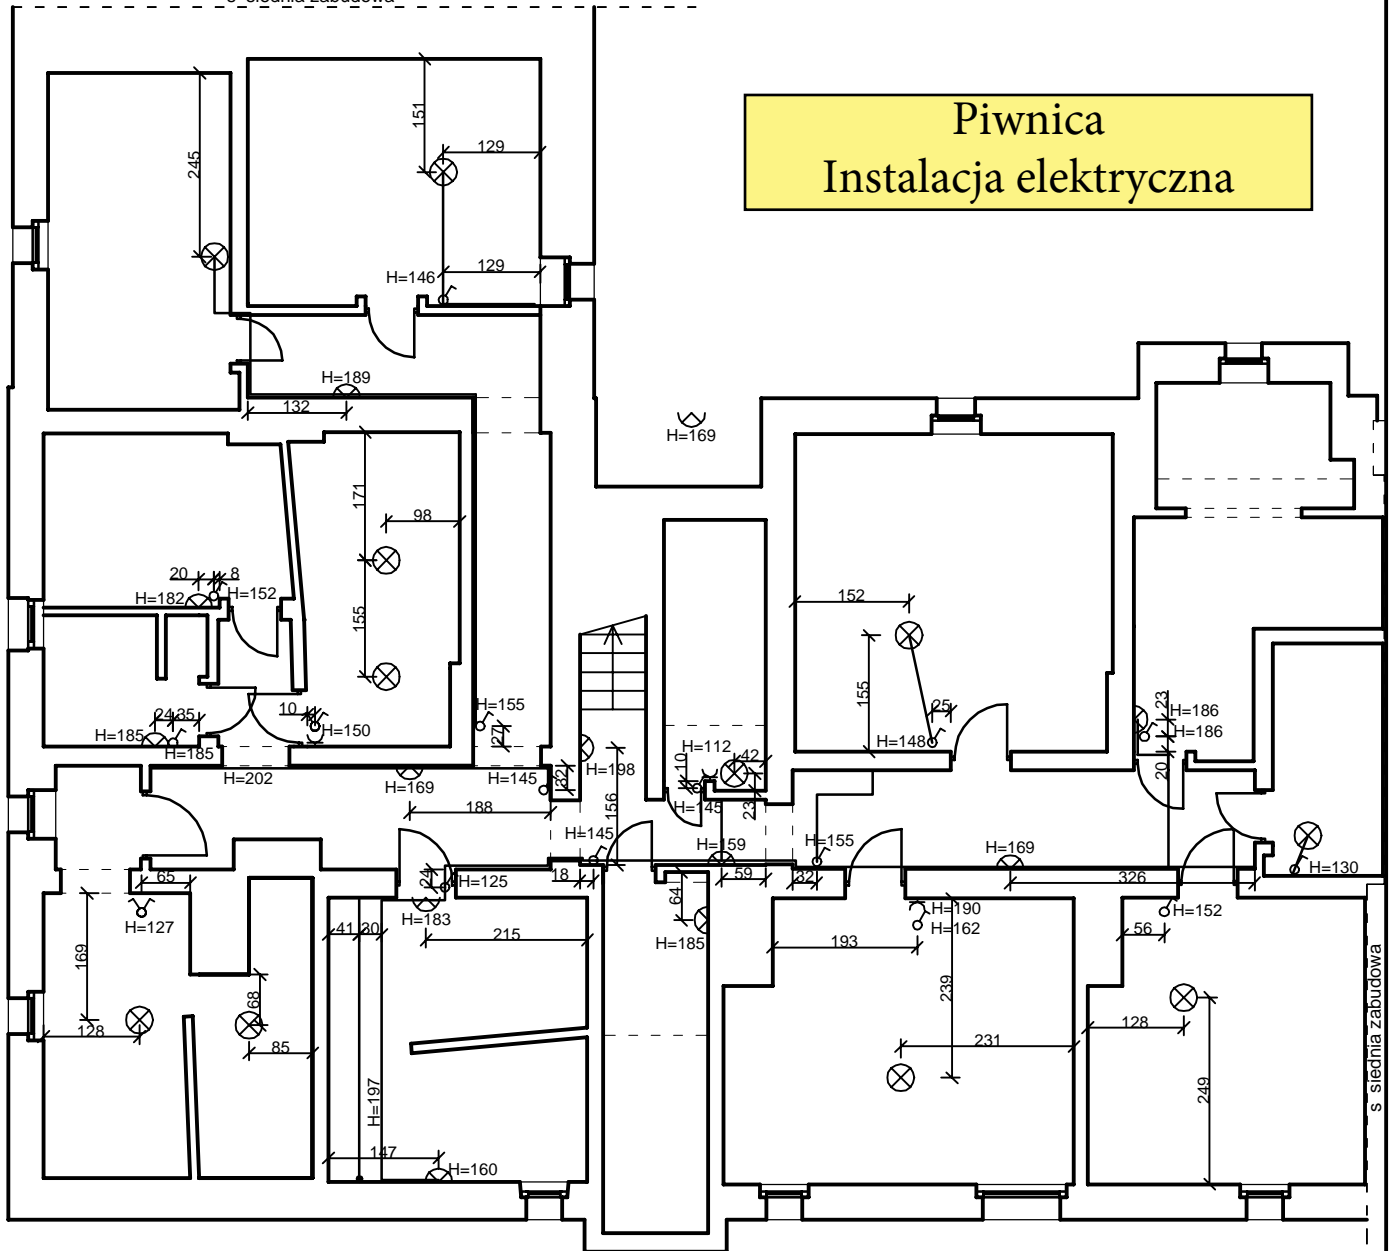 Piwnica
Instalacja elektryczna
151
129
245
129
H=146
H=189
132
H=169
171
98
20
8
H=182
H=152
155
152
155
10
H=155
24
35
H=150
27
25
23
H=186
H=186
H=185
H=185
H=148
H=112
42
10
H=202
H=169
H=145
32
H=198
20
188
156
H=145
23
H=145
H=159
H=155
H=169
24
H=125
18
59
32
326
H=130
65
H=127
H=183
64
H=190
H=162
H=152
41
30
215
H=185
193
56
169
239
68
128
85
231
128
249
H=197
147
H=160
s siednia zabudowa